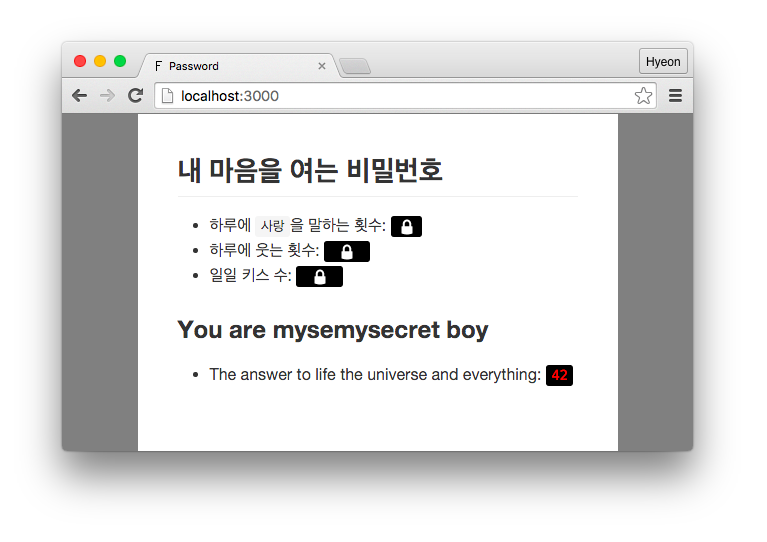 F Password
Hyeon
localhost:3000
내 마음을 여는 비밀번호
하루에 사랑 을 말하는 횟수:
하루에 웃는 횟수:
일일 키스 수:
You are mysemysecret boy
The answer to life the universe and everything: 42